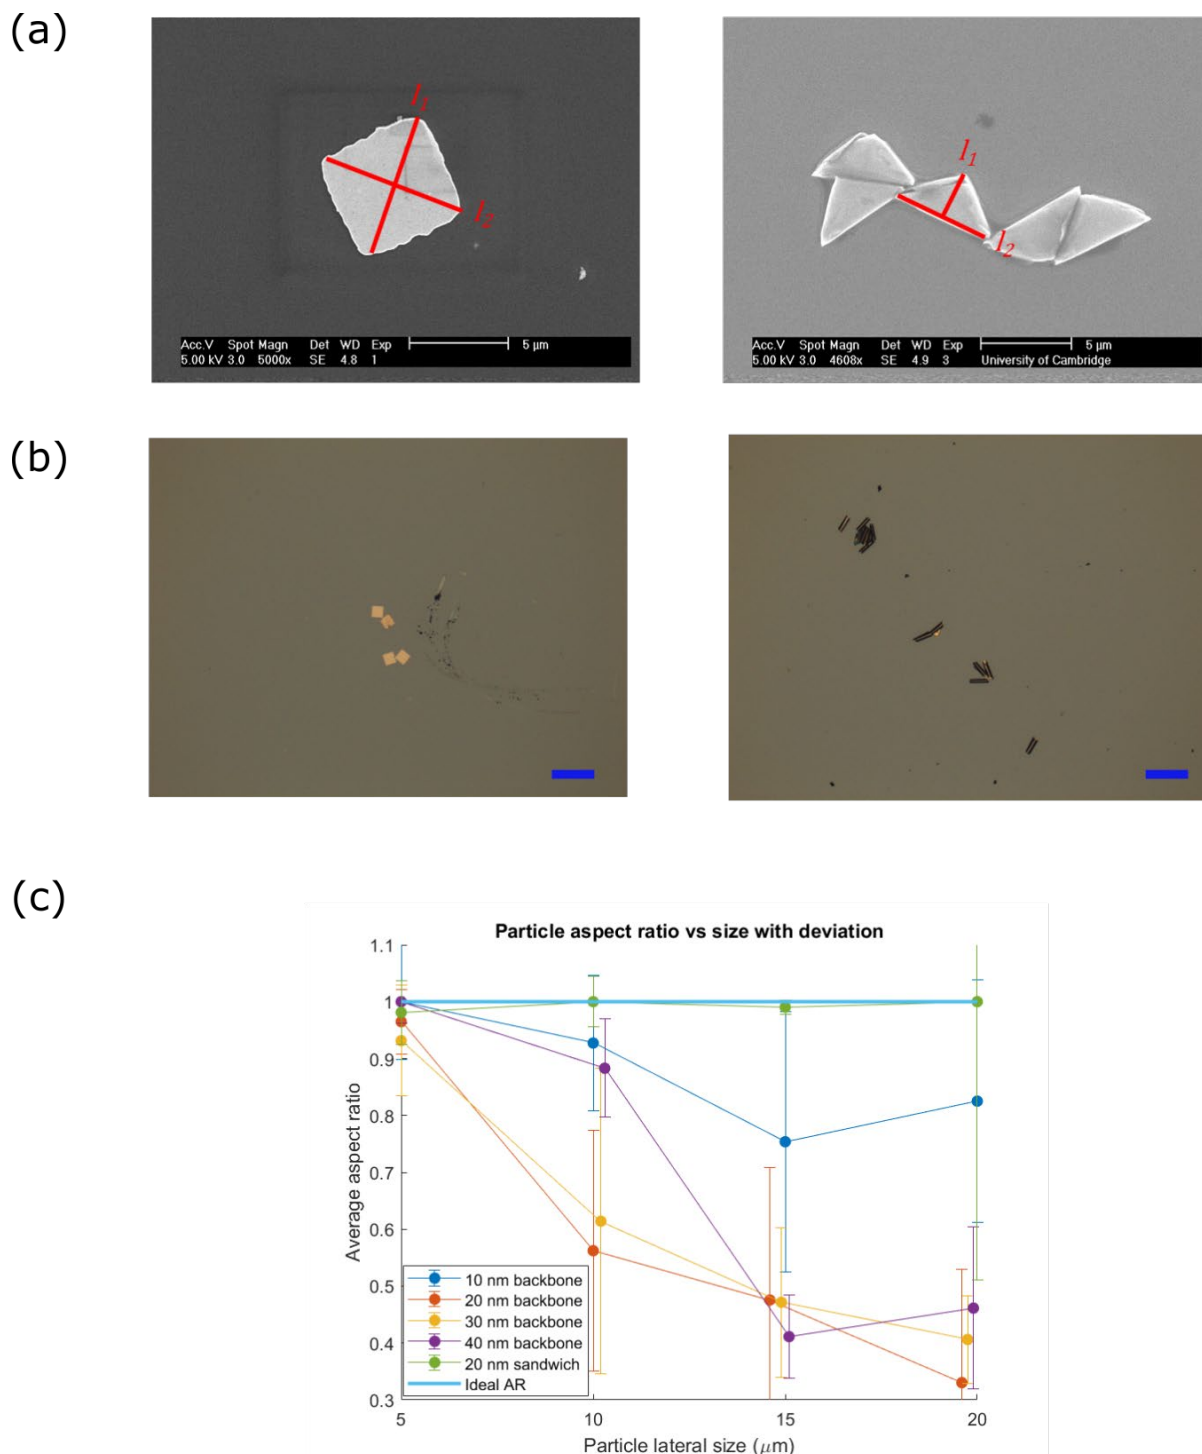 (a)
l1
l2
Acc.V Spot Magn Det WD Exp
5.00 kV 3.0 5000x SE 4.8 1
5 µm
l1
l2
Acc.V Spot Magn Det WD Exp
5.00 kV 3.0 4608x SE 4.9 3
5 µm
University of Cambridge
(b)
(c)
Particle aspect ratio vs size with deviation
1.1
1
0.9
0.8
0.7
0.6
0.5
0.4
0.3
Average aspect ratio
10 nm backbone
20 nm backbone
30 nm backbone
40 nm backbone
20 nm sandwich
Ideal AR
5 10 15 20
Particle lateral size (µm)